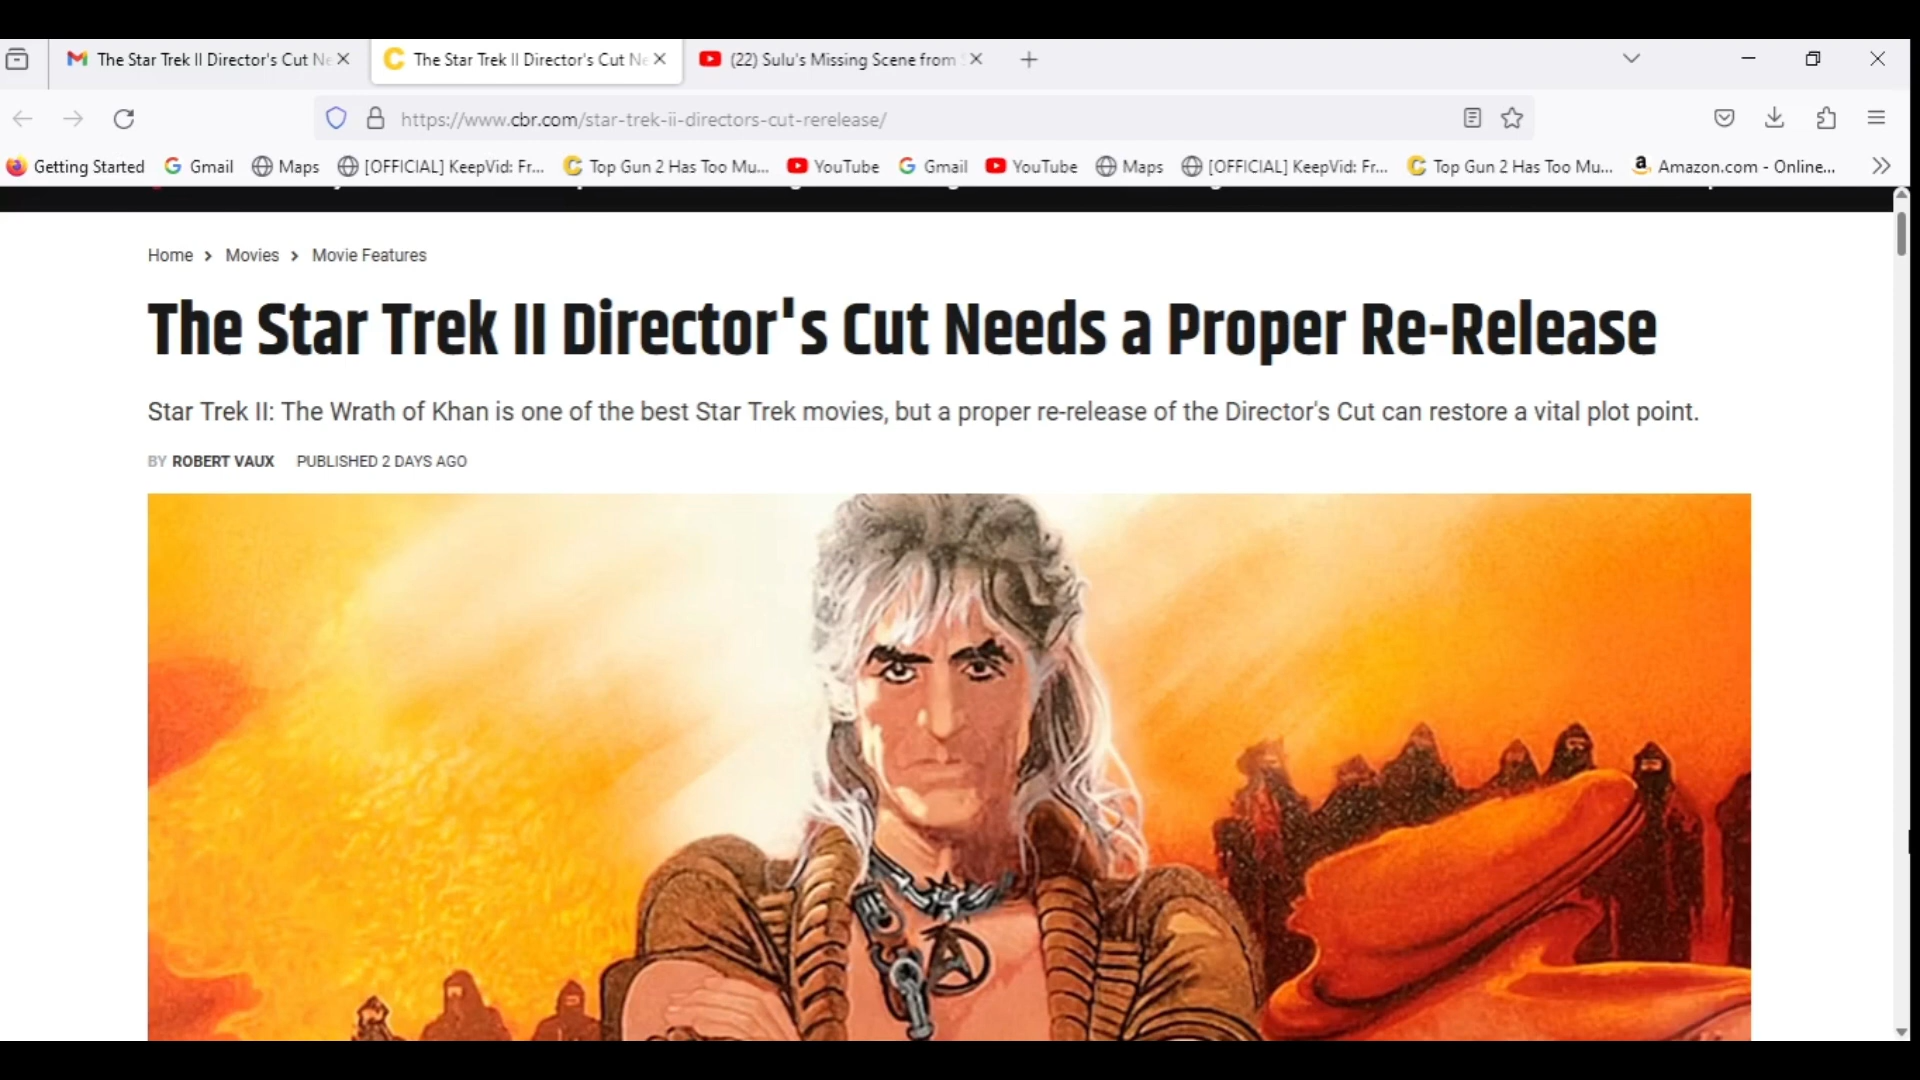 The Star Trek II Director's Cut Ne
The Star Trek II Director's Cut Ne
(22) Sulu's Missing Scene from
https://www.cbr.com/star-trek-ii-directors-cut-rerelease/
Getting Started Gmail Maps [OFFICIAL] KeepVid: Fr... Top Gun 2 Has Too Mu... YouTube Gmail YouTube Maps [OFFICIAL] KeepVid: Fr... Top Gun 2 Has Too Mu... Amazon.com - Online...
Home > Movies > Movie Features
The Star Trek II Director's Cut Needs a Proper Re-Release
Star Trek II: The Wrath of Khan is one of the best Star Trek movies, but a proper re-release of the Director's Cut can restore a vital plot point.
BY ROBERT VAUX PUBLISHED 2 DAYS AGO